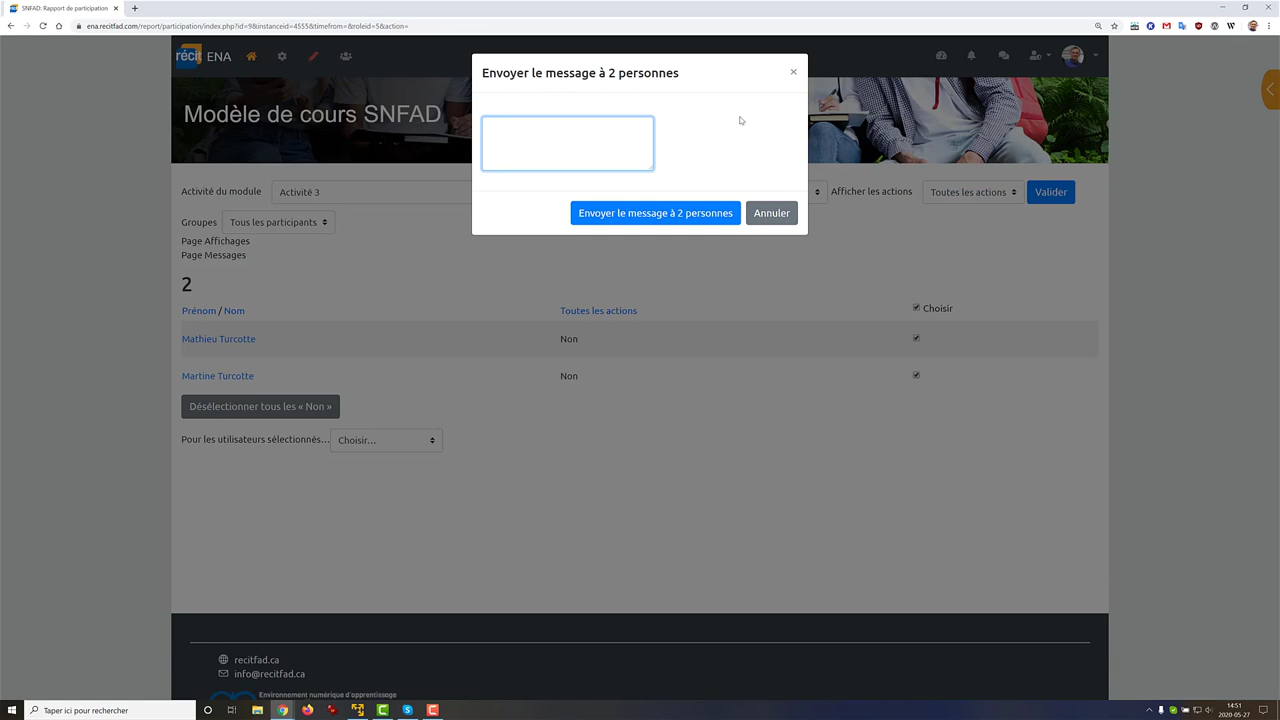 SNFAD: Rapport de participation
ena.recitfad.com/report/participation/index.php?id=9&instanceid=4555&timefrom=&roleid=5&action=
récit ENA
Modèle de cours SNFAD
Envoyer le message à 2 personnes
Envoyer le message à 2 personnes
Annuler
Activité du module
Activité 3
Afficher les actions
Toutes les actions
Valider
Groupes
Tous les participants
Page Affichages
Page Messages
2
Prénom / Nom
Toutes les actions
Choisir
Mathieu Turcotte
Non
Martine Turcotte
Non
Désélectionner tous les « Non »
Pour les utilisateurs sélectionnés…
Choisir…
recitfad.ca
info@recitfad.ca
Environnement numérique d'apprentissage
Taper ici pour rechercher
14:51
2020-05-27